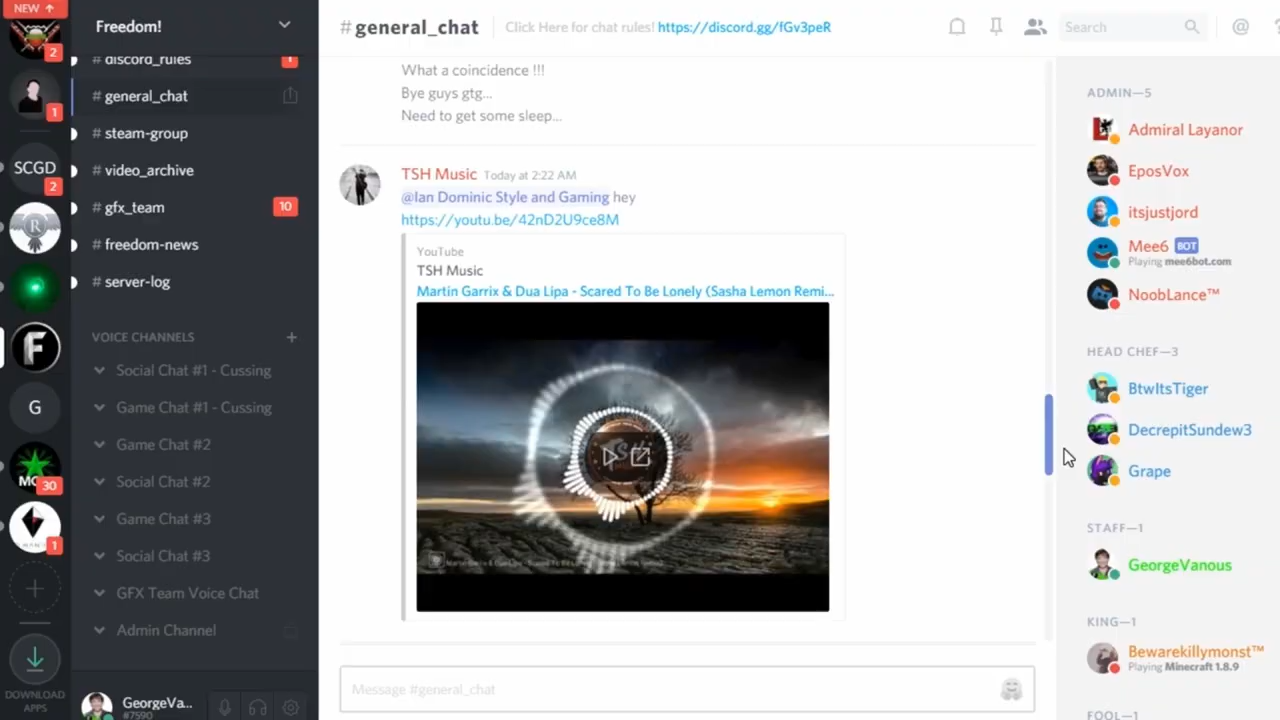 NEW ↑
2
1
SCGD
2
R
F
G
30
1
DOWNLOAD
APPS
Freedom!
# discord_rules
1
# general_chat
# steam-group
# video_archive
# gfx_team
10
# freedom-news
# server-log
VOICE CHANNELS
Social Chat #1 - Cussing
Game Chat #1 - Cussing
Game Chat #2
Social Chat #2
Game Chat #3
Social Chat #3
GFX Team Voice Chat
Admin Channel
GeorgeVa...
#7590
#general_chat
Click Here for chat rules! https://discord.gg/fGv3peR
Search
@
What a coincidence !!!
Bye guys gtg...
Need to get some sleep...
TSH Music Today at 2:22 AM
@Ian Dominic Style and Gaming hey
https://youtu.be/42nD2U9ce8M
YouTube
TSH Music
Martin Garrix & Dua Lipa - Scared To Be Lonely (Sasha Lemon Remi...
Message #general_chat
ADMIN—5
Admiral Layanor
EposVox
itsjustjord
Mee6 BOT
Playing mee6bot.com
NoobLance™
HEAD CHEF—3
BtwItsTiger
DecrepitSundew3
Grape
STAFF—1
GeorgeVanous
KING—1
Bewarekillymonst™
Playing Minecraft 1.8.9
FOOL—1